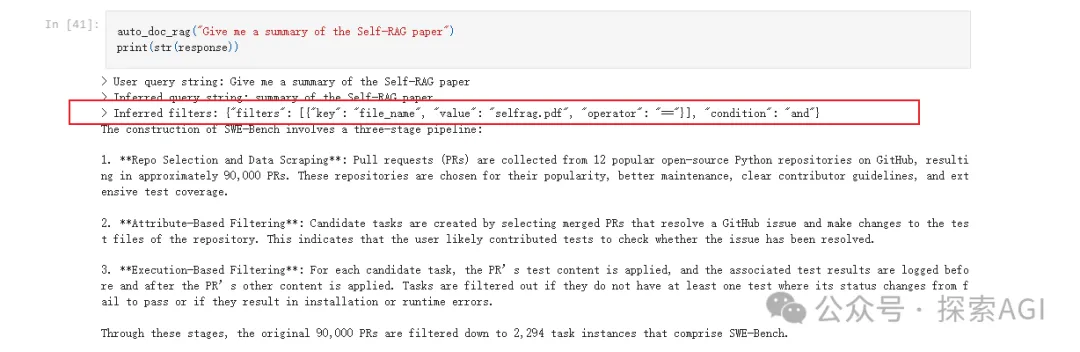 In [41]:
auto_doc_rag("Give me a summary of the Self-RAG paper")
print(str(response))
> User query string: Give me a summary of the Self-RAG paper
> Inferred query string: summary of the Self-RAG paper
> Inferred filters: {"filters": [{"key": "file_name", "value": "selfrag.pdf", "operator": "=="}], "condition": "and"}
The construction of SWE-Bench involves a three-stage pipeline:
1. **Repo Selection and Data Scraping**: Pull requests (PRs) are collected from 12 popular open-source Python repositories on GitHub, resulti
ng in approximately 90,000 PRs. These repositories are chosen for their popularity, better maintenance, clear contributor guidelines, and ext
ensive test coverage.
2. **Attribute-Based Filtering**: Candidate tasks are created by selecting merged PRs that resolve a GitHub issue and make changes to the tes
t files of the repository. This indicates that the user likely contributed tests to check whether the issue has been resolved.
3. **Execution-Based Filtering**: For each candidate task, the PR's test content is applied, and the associated test results are logged befo
re and after the PR's other content is applied. Tasks are filtered out if they do not have at least one test where its status changes from f
ail to pass or if they result in installation or runtime errors.
Through these stages, the original 90,000 PRs are filtered down to 2,294 task instances that comprise SWE-Bench.
公众号 · 探索AGI